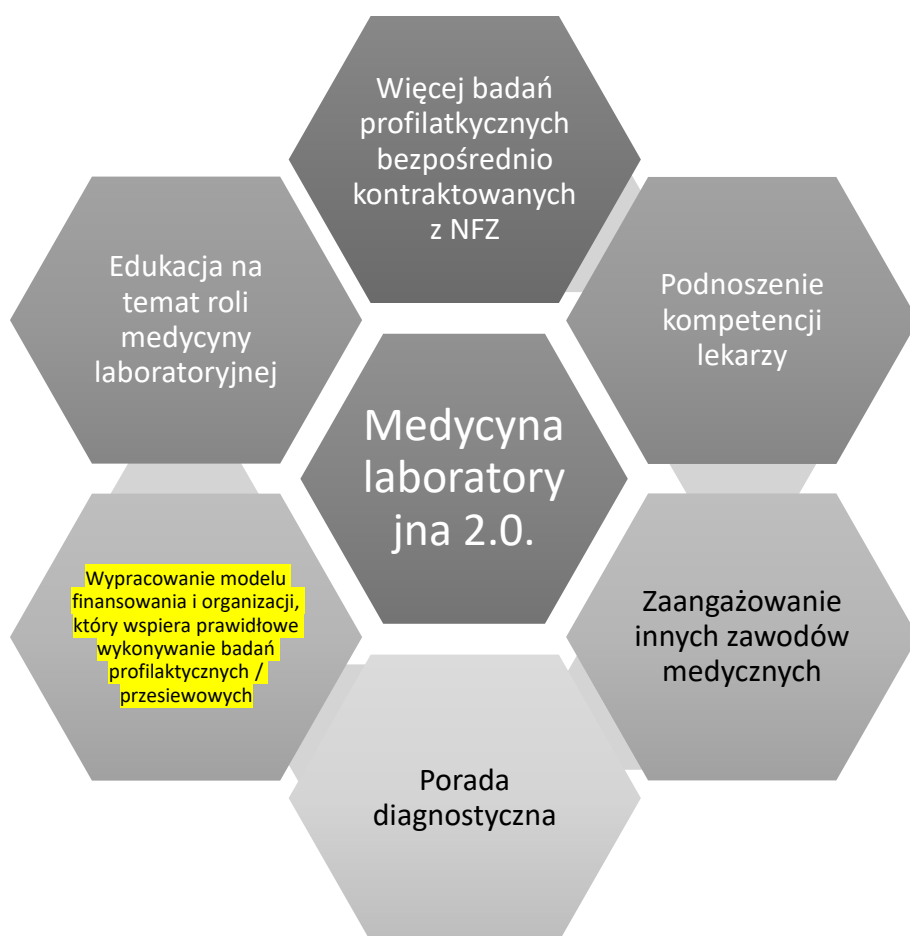 Więcej badań
profilatkycznych
bezpośrednio
kontraktowanych
z NFZ
Edukacja na
temat roli
medycyny
laboratoryjnej
Podnoszenie
kompetencji
lekarzy
Medycyna
laboratory
jna 2.0.
Wypracowanie modelu
finansowania i organizacji,
który wspiera prawidłowe
wykonywanie badań
profilaktycznych /
przesiewowych
Zaangażowanie
innych zawodów
medycznych
Porada
diagnostyczna